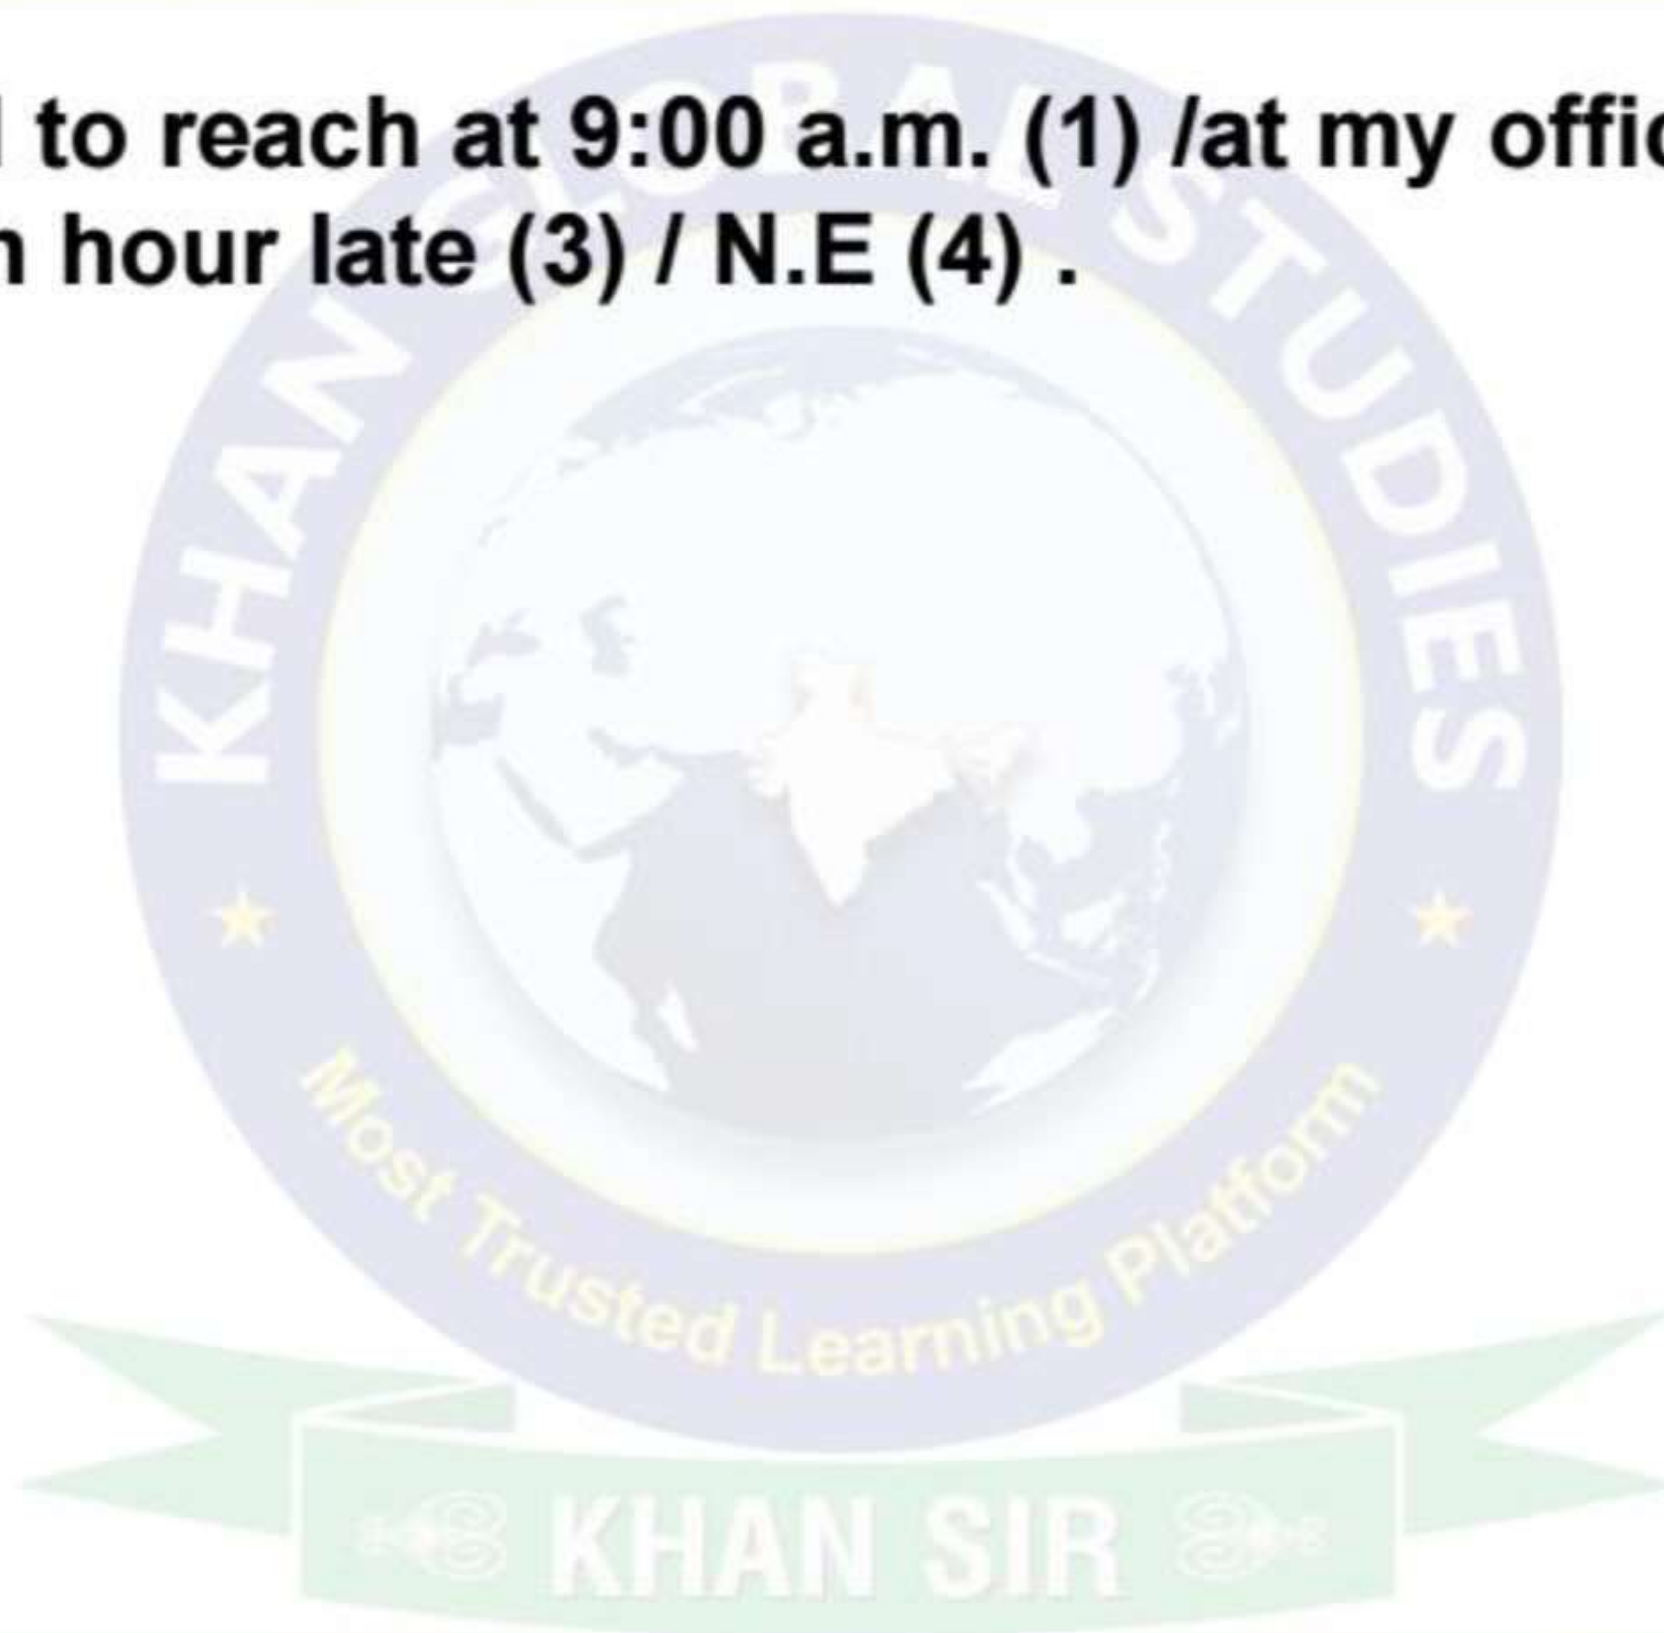 to reach at 9:00 a.m. (1) /at my
hour late (3) / N.E (4) .
KHAN GLOBAL STUDIES
Most Trusted Learning Platform
KHAN SIR